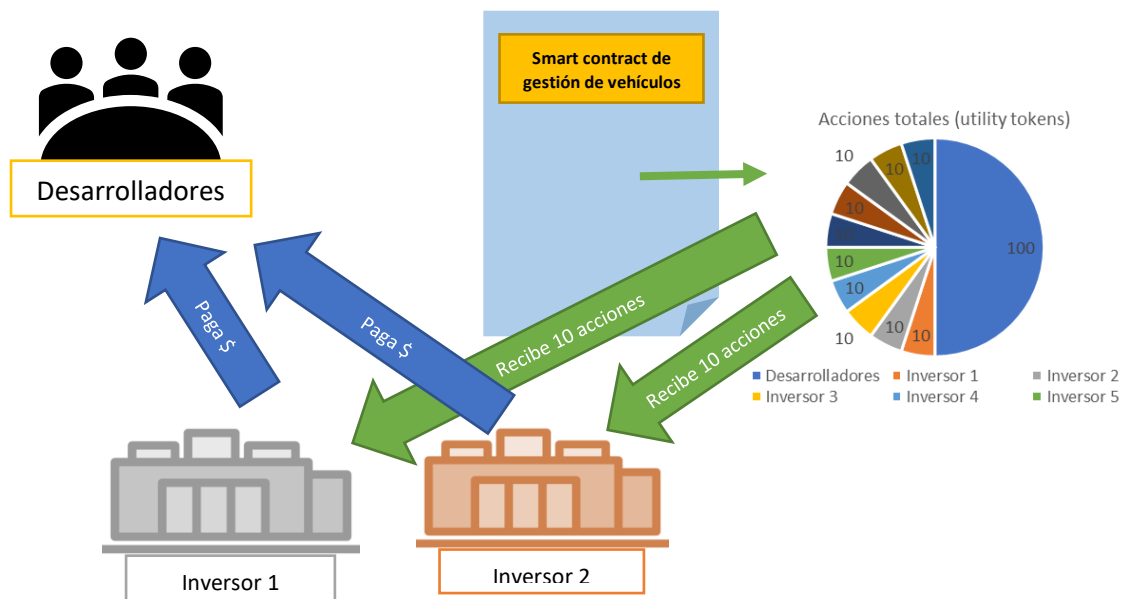 Smart contract de
gestión de vehículos
Desarrolladores
Acciones totales (utility tokens)
10
10
10
10
10
10
10
10
10
100
Paga $
Paga $
Recibe 10 acciones
Recibe 10 acciones
Desarrolladores
Inversor 1
Inversor 2
Inversor 3
Inversor 4
Inversor 5
Inversor 1
Inversor 2